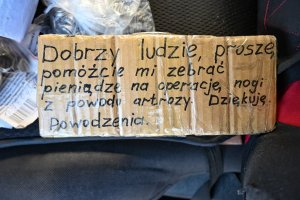 Dobrzy ludzie, proszę,
pomóżcie mi zebrać
pieniądze na operację, nogi
z powodu artrozy. Dziękuję.
Powodzenia.